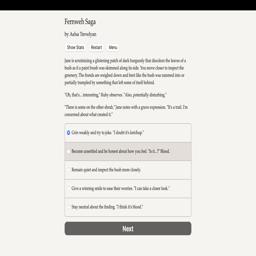 Fernweh Saga
by Aelsa Trevelyan
Show Stats Restart Menu
Jane is scrutinizing a glistening patch of dark burgundy that discolors the leaves of a
bush as if a paint brush was skimmed along its side. You move closer to inspect the
greenery. The fronds are weighed down and bent like the bush was rammed into or
partially trampled by something that left some of itself behind.
"Oh, that's... interesting," Ruby observes. "Also, potentially disturbing."
"There is some on the other shrub," Jane notes with a grave expression. "It's a trail. I'm
concerned about what created it."
Grin weakly and try to joke. "I doubt it's ketchup."
Become unsettled and be honest about how you feel. "Is it...?" Blood.
Remain quiet and inspect the bush more closely.
Give a winning smile to ease their worries. "I can take a closer look."
Stay neutral about the finding. "I think it's blood."
Next